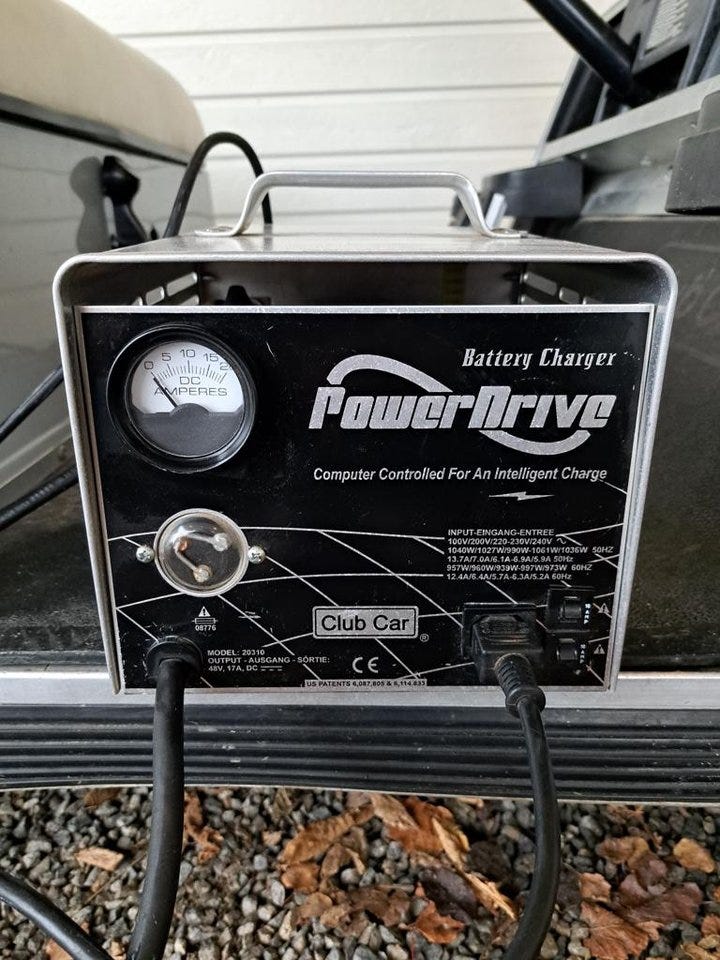 Battery Charger
PowerDrive
Computer Controlled For An Intelligent Charge
0 5 10 15 2
DC
AMPERES
INPUT-EINGANG-ENTREE
100V/200V/220-230V/240V ~
1040W/1027W/990W-1061W/1036W 50HZ
13.7A/7.0A/6.1A-6.9A/5.9A 50Hz
957W/960W/939W-997W/973W 60HZ
12.4A/6.4A/5.7A-6.3A/5.2A 60Hz
08776
Club Car ®
MODEL: 20310
OUTPUT - AUSGANG - SÓRTIE:
48V, 17A, DC
CE
US PATENTS 6,087,805 & 6,114,833